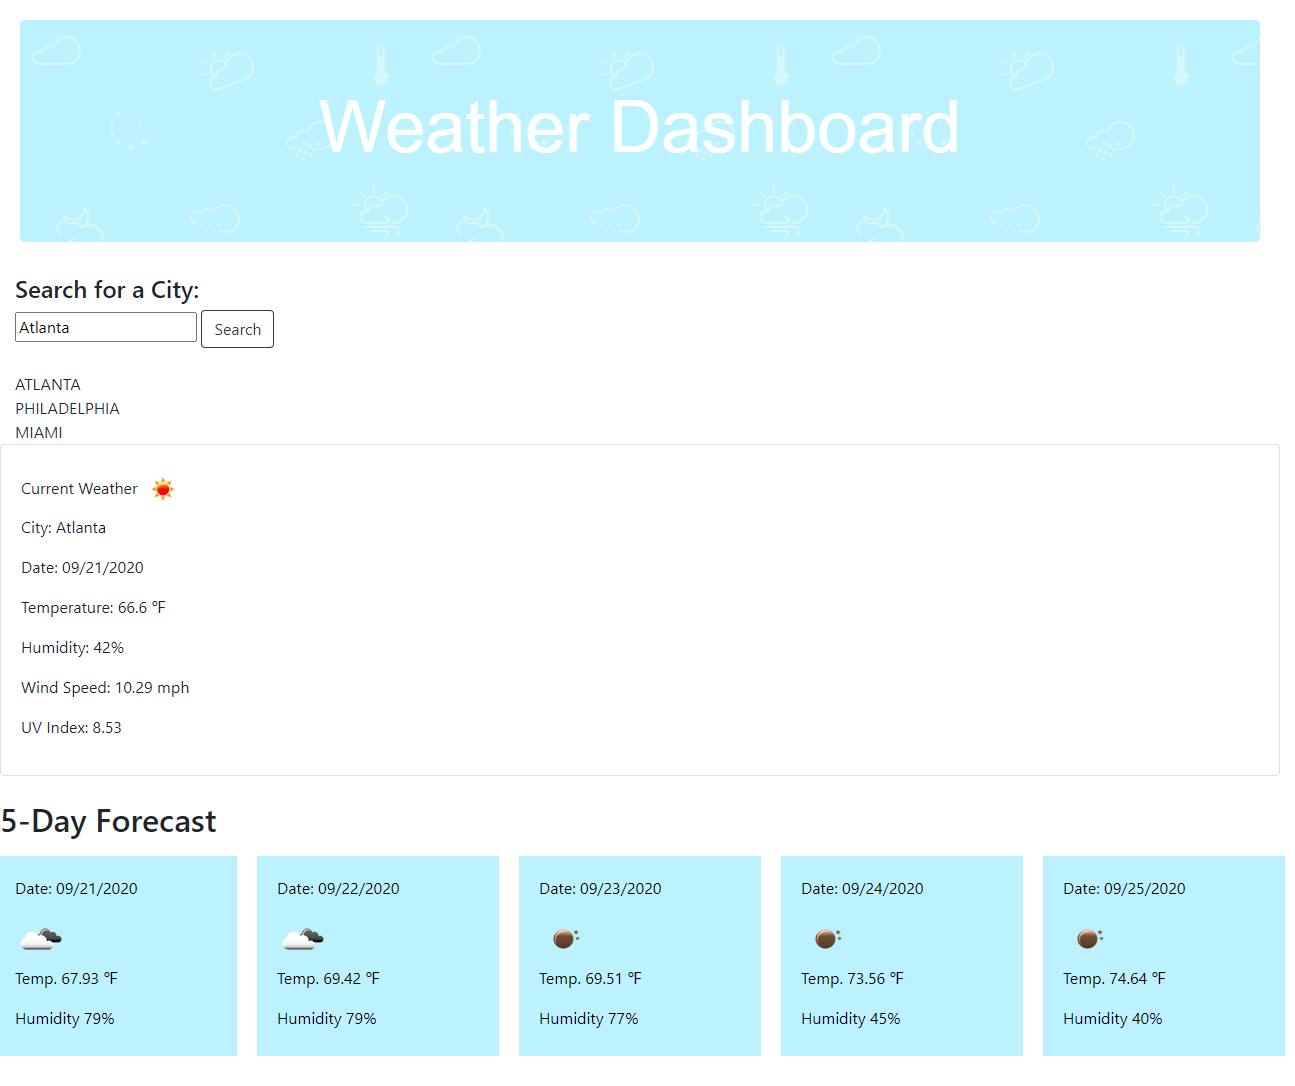 Weather Dashboard
Search for a City:
Atlanta Search
ATLANTA
PHILADELPHIA
MIAMI
Current Weather
City: Atlanta
Date: 09/21/2020
Temperature: 66.6 ℉
Humidity: 42%
Wind Speed: 10.29 mph
UV Index: 8.53
5-Day Forecast
Date: 09/21/2020
Temp. 67.93 ℉
Humidity 79%
Date: 09/22/2020
Temp. 69.42 ℉
Humidity 79%
Date: 09/23/2020
Temp. 69.51 ℉
Humidity 77%
Date: 09/24/2020
Temp. 73.56 ℉
Humidity 45%
Date: 09/25/2020
Temp. 74.64 ℉
Humidity 40%